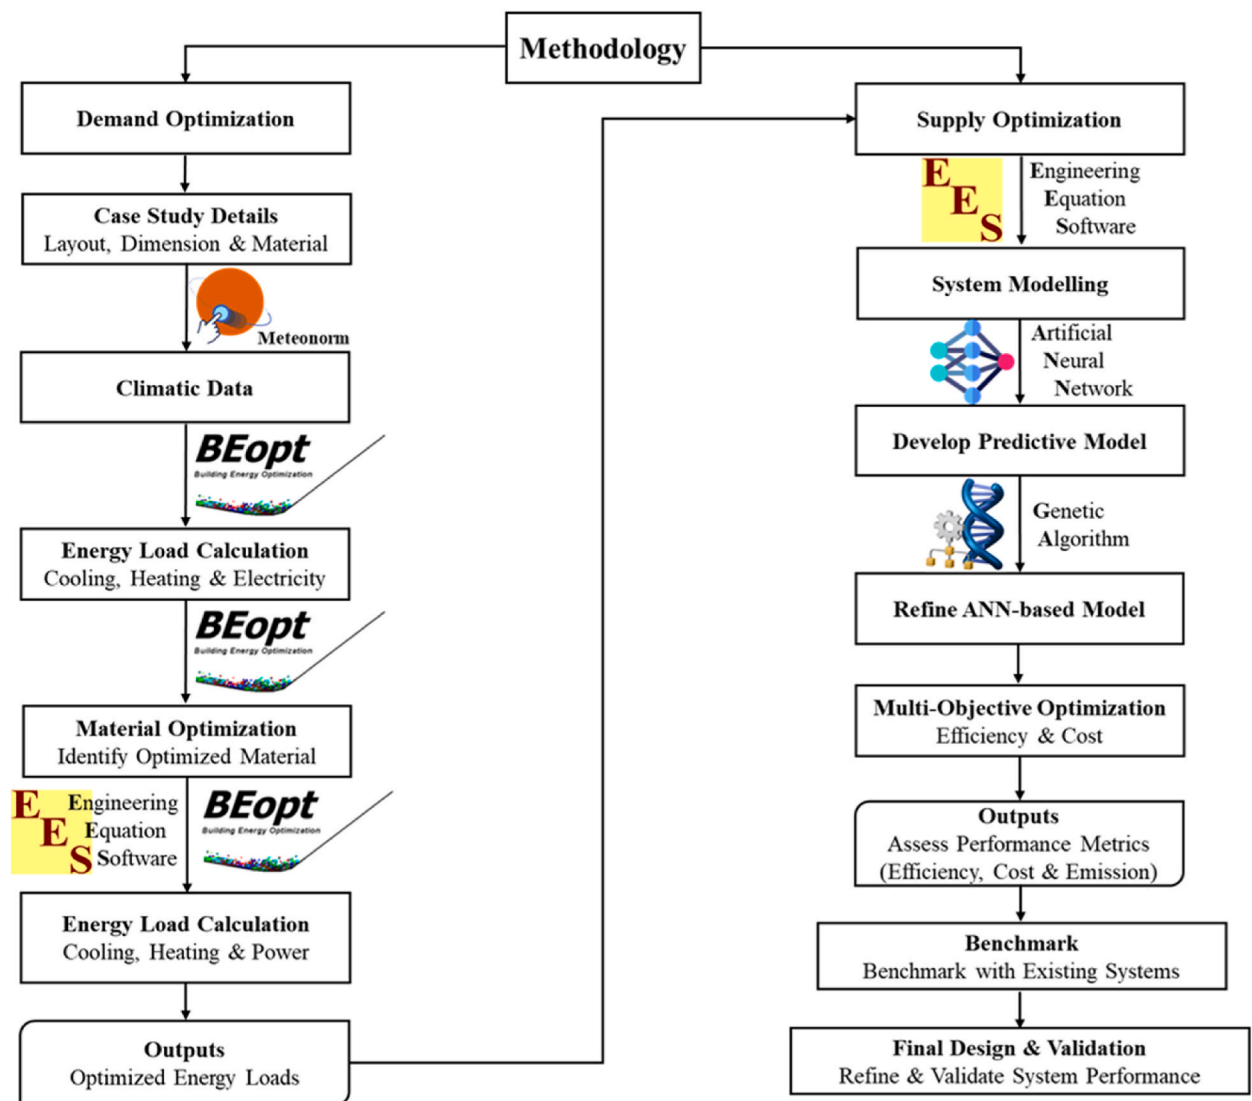 Methodology
Demand Optimization
Case Study Details
Layout, Dimension & Material
Meteonorm
Climatic Data
BEopt
Building Energy Optimization
Energy Load Calculation
Cooling, Heating & Electricity
BEopt
Building Energy Optimization
Material Optimization
Identify Optimized Material
E
E
S
Engineering
Equation
Software
BEopt
Building Energy Optimization
Energy Load Calculation
Cooling, Heating & Power
Outputs
Optimized Energy Loads
Supply Optimization
E
E
S
Engineering
Equation
Software
System Modelling
Artificial
Neural
Network
Develop Predictive Model
Genetic
Algorithm
Refine ANN-based Model
Multi-Objective Optimization
Efficiency & Cost
Outputs
Assess Performance Metrics
(Efficiency, Cost & Emission)
Benchmark
Benchmark with Existing Systems
Final Design & Validation
Refine & Validate System Performance